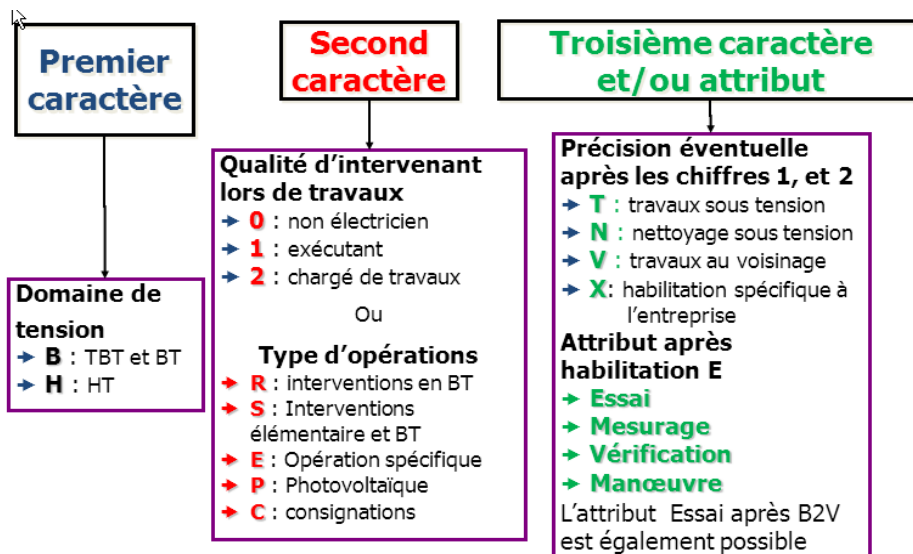 Premier
caractère
Second
caractère
Troisième caractère
et/ou attribut
Domaine de
tension
B : TBT et BT
H : HT
Qualité d'intervenant
lors de travaux
0 : non électricien
1 : exécutant
2 : chargé de travaux
Ou
Type d'opérations
R : interventions en BT
S : Interventions
élémentaire et BT
E : Opération spécifique
P : Photovoltaïque
C : consignations
Précision éventuelle
après les chiffres 1, et 2
T : travaux sous tension
N : nettoyage sous tension
V : travaux au voisinage
X: habilitation spécifique à
l'entreprise
Attribut après
habilitation E
Essai
Mesurage
Vérification
Manœuvre
L'attribut Essai après B2V
est également possible